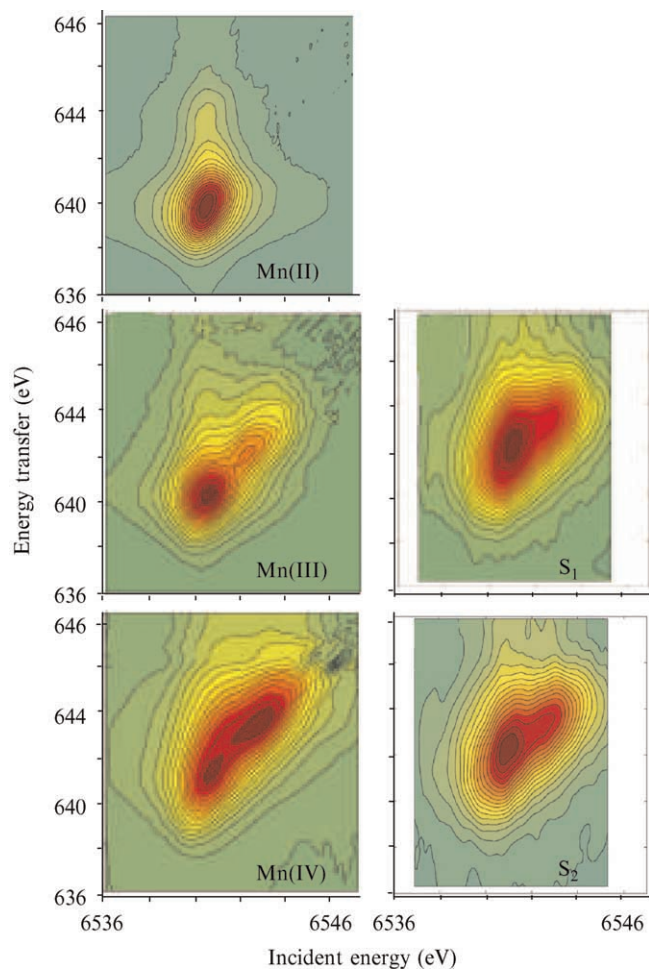 646
644
640
636
Mn(II)
646
644
640
636
Mn(III)
S₁
Energy transfer (eV)
646
644
640
636
Mn(IV)
S₂
6536
6546
6536
6546
Incident energy (eV)